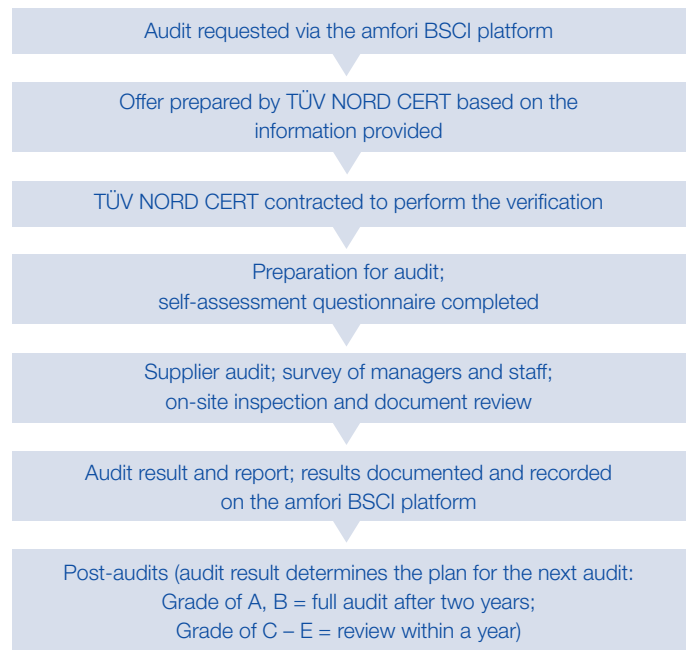 Audit requested via the amfori BSCI platform
Offer prepared by TÜV NORD CERT based on the
information provided
TÜV NORD CERT contracted to perform the verification
Preparation for audit;
self-assessment questionnaire completed
Supplier audit; survey of managers and staff;
on-site inspection and document review
Audit result and report; results documented and recorded
on the amfori BSCI platform
Post-audits (audit result determines the plan for the next audit:
Grade of A, B = full audit after two years;
Grade of C – E = review within a year)